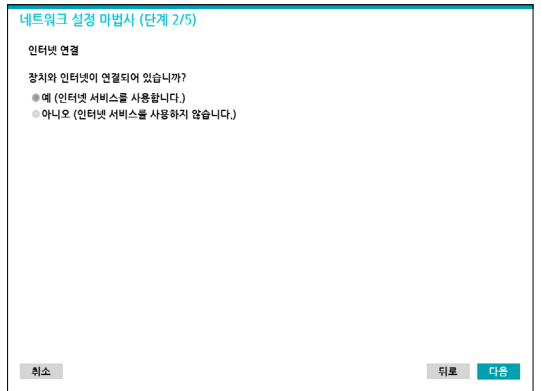 네트워크 설정 마법사 (단계 2/5)
인터넷 연결
장치와 인터넷이 연결되어 있습니까?
예 (인터넷 서비스를 사용합니다.)
아니오 (인터넷 서비스를 사용하지 않습니다.)
취소
뒤로
다음